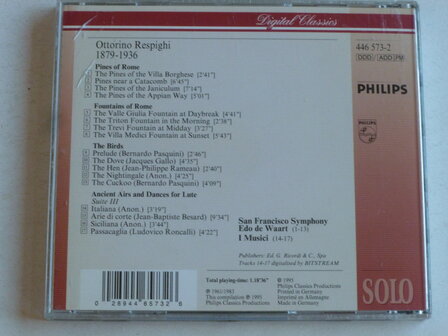 Digital Classics
Ottorino Respighi
1879-1936
446 573-2
DDD/ADD PM
PHILIPS
PHILIPS
Pines of Rome
1 The Pines of the Villa Borghese [2'41"]
2 Pines near a Catacomb [6'45"]
3 The Pines of the Janiculum [7'14]
4 The Pines of the Appian Way [5'01"]
Fountains of Rome
5 The Valle Giulia Fountain at Daybreak [4'41"]
6 The Triton Fountain in the Morning [2'38"]
7 The Trevi Fountain at Midday [3'27]
8 The Villa Medici Fountain at Sunset [5'43"]
The Birds
9 Prelude (Bernardo Pasquini) [2'46"]
10 The Dove (Jacques Gallot) [4'35"]
11 The Hen (Jean-Philippe Rameau) [2'40"]
12 The Nightingale (Anon.) [4'25"]
13 The Cuckoo (Bernardo Pasquini) [4'09"]
Ancient Airs and Dances for Lute
Suite III
14 Italiana (Anon.) [3'19"]
15 Arie di corte (Jean-Baptiste Besard) [9'34"]
16 Siciliana (Anon.) [3'44"]
17 Passacaglia (Ludovico Roncalli) [4'22"]
San Francisco Symphony
Edo de Waart (1-13)
I Musici (14-17)
Publishers: Ed. G. Ricordi & C., Spa
Tracks 14-17 digitalised by BITSTREAM
Total playing-time: 1.18'36"
℗ 1961/1983
This compilation ℗ 1995
Philips Classics Productions
Made in Germany
© 1995
Philips Classics Productions
Printed in Germany
Imprimé en Allemagne
0 28944 65732 6
SOLO